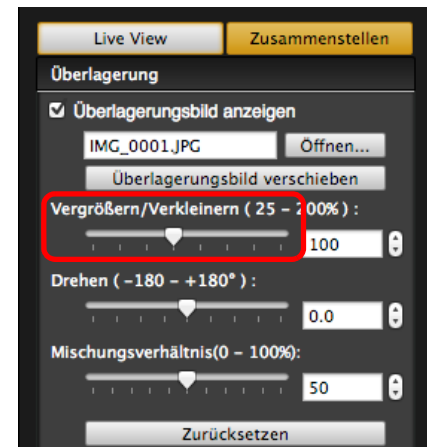 Live View Zusammenstellen
Überlagerung
Überlagerungsbild anzeigen
IMG_0001.JPG Öffnen...
Überlagerungsbild verschieben
Vergrößern/Verkleinern ( 25 – 200% ) :
100
Drehen ( –180 – +180° ) :
0.0
Mischungsverhältnis(0 – 100%):
50
Zurücksetzen